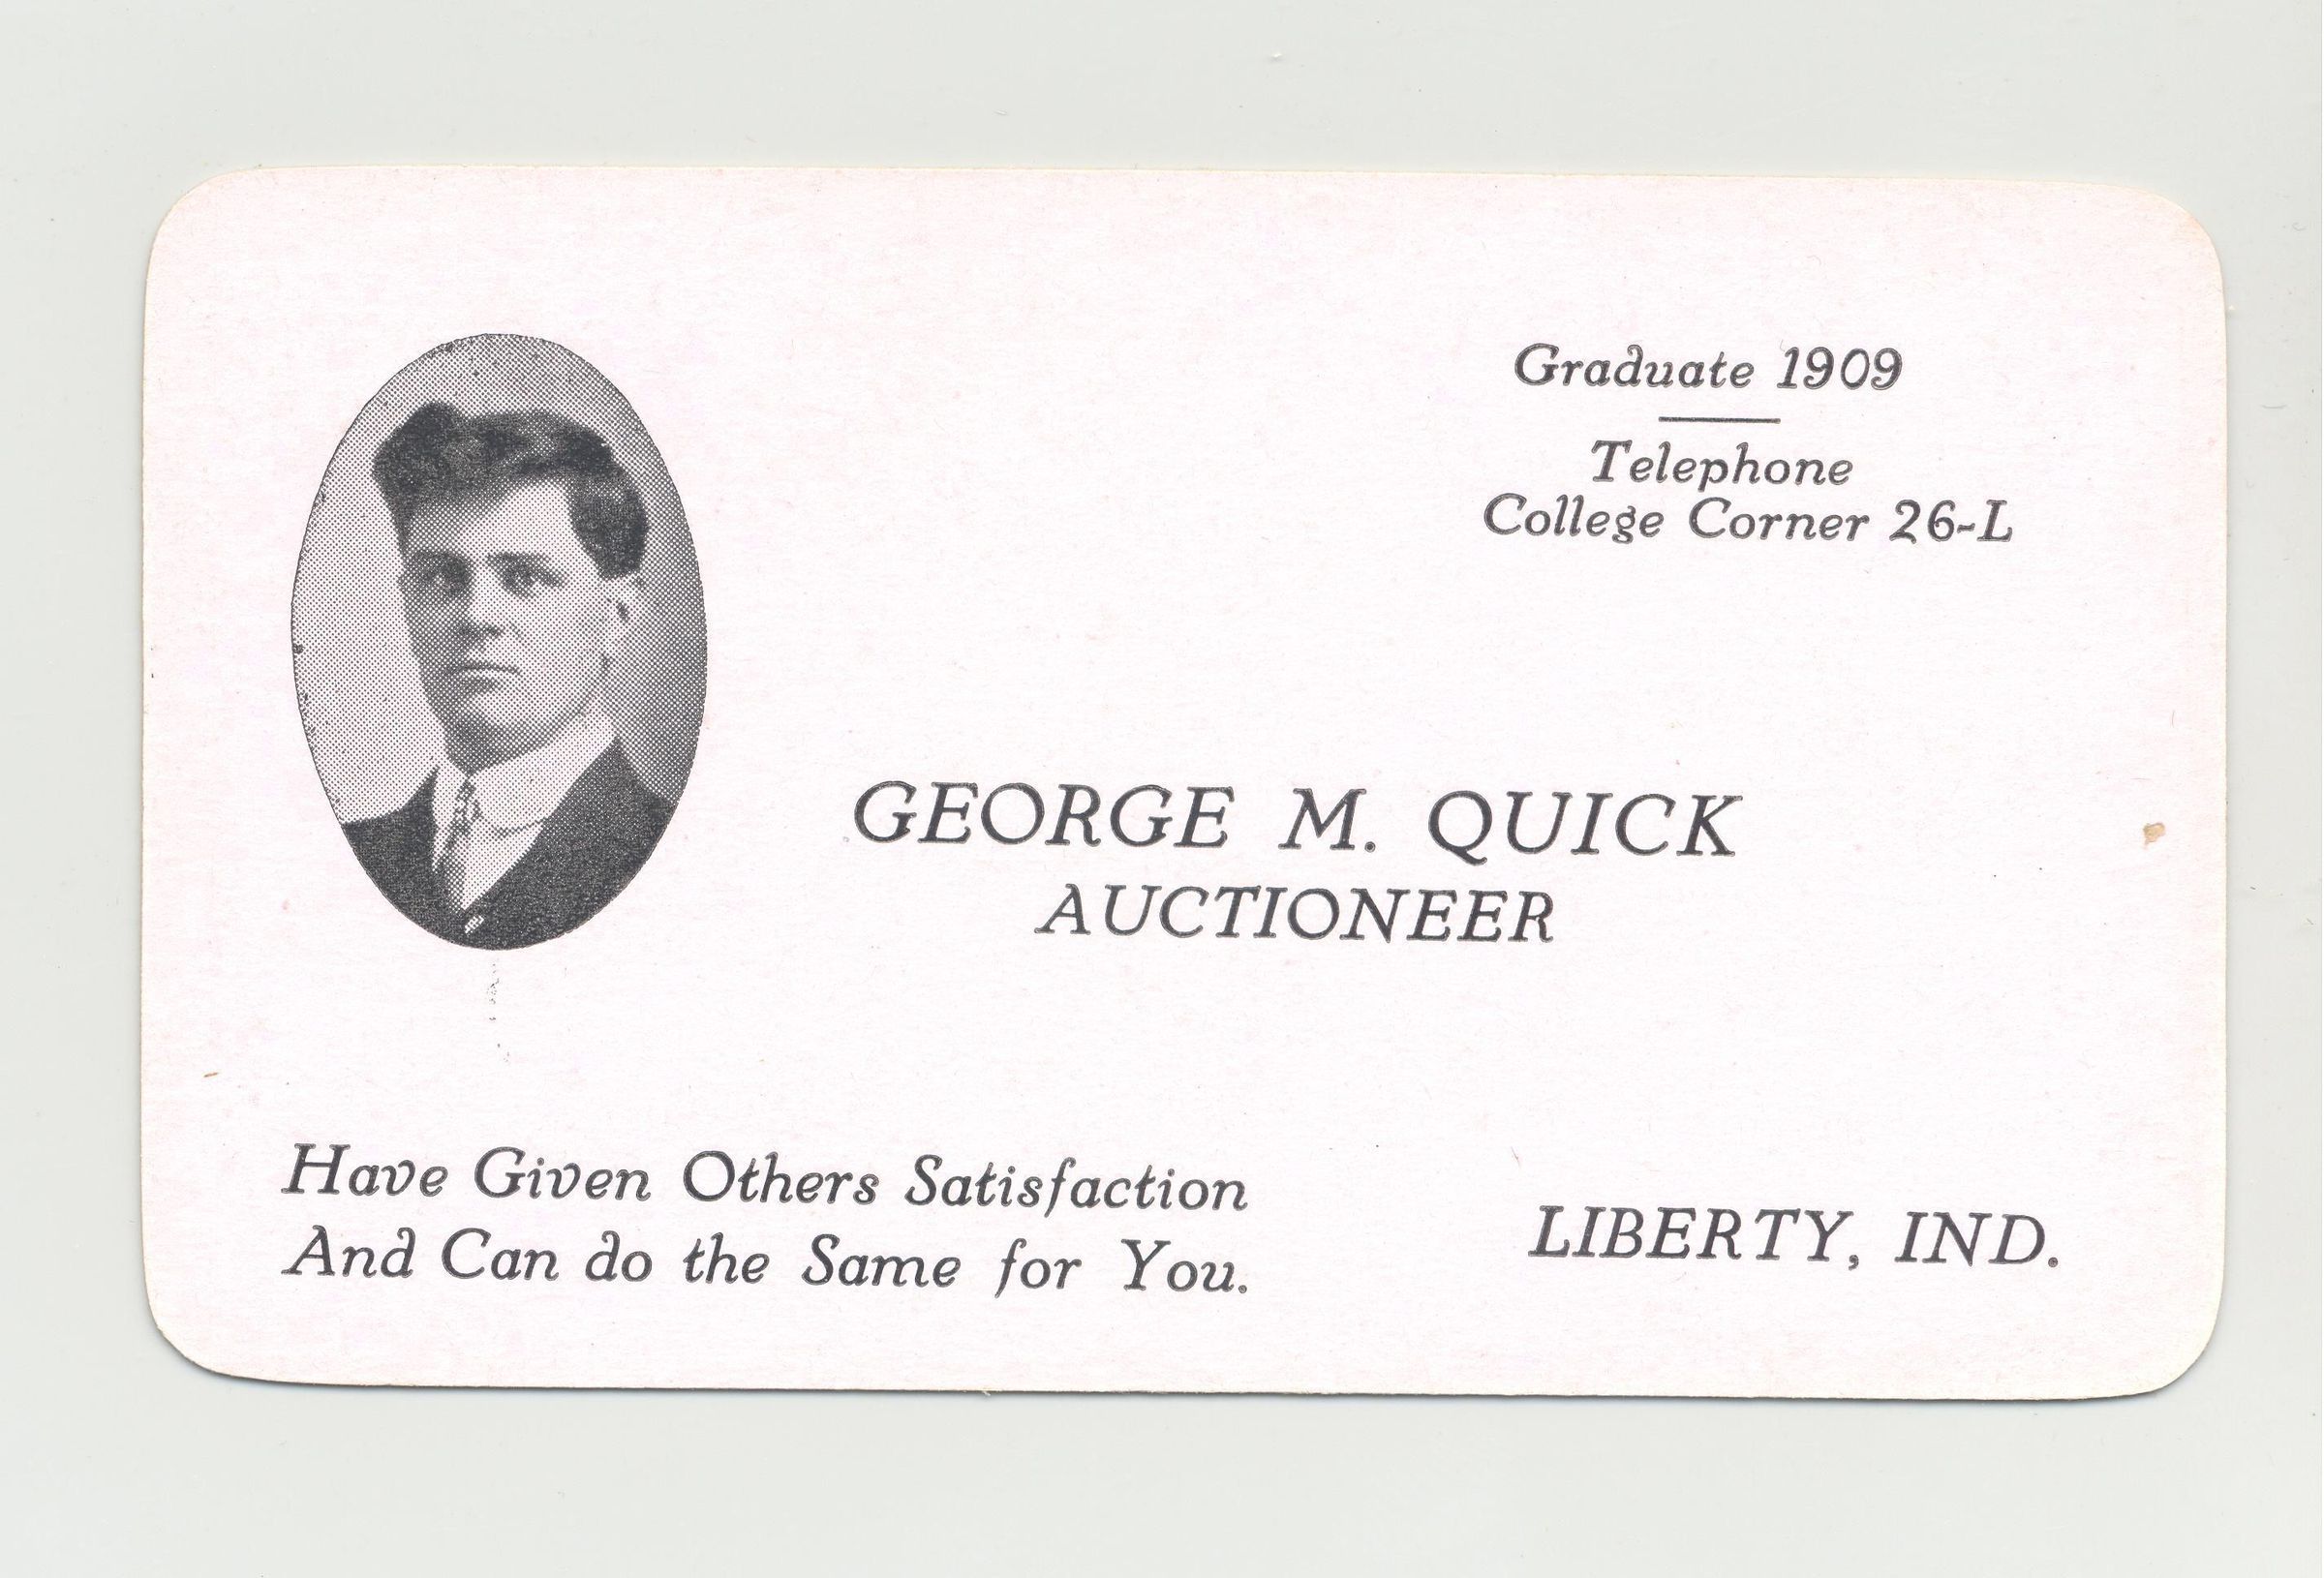 Graduate 1909
Telephone
College Corner 26-L
GEORGE M. QUICK
AUCTIONEER
Have Given Others Satisfaction
And Can do the Same for You.
LIBERTY, IND.